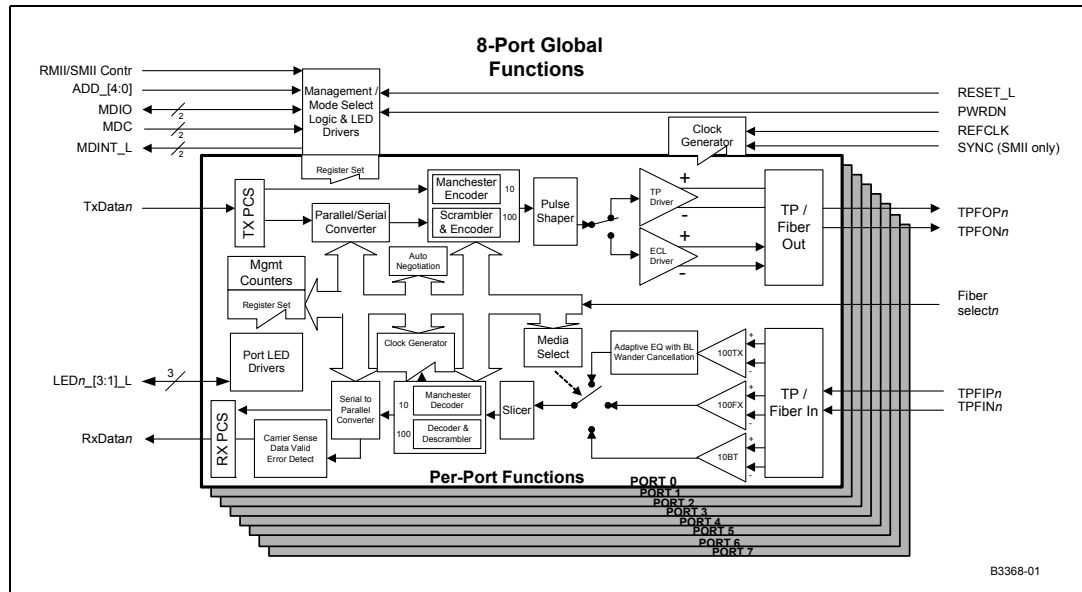 8-Port Global
Functions
RMII/SMII Contr
ADD_[4:0]
MDIO
2
MDC
2
MDINT_L
2
Management /
Mode Select
Logic & LED
Drivers
Register Set
RESET_L
PWRDN
REFCLK
SYNC (SMII only)
Clock
Generator
TxDatan
TX PCS
Parallel/Serial
Converter
Manchester
Encoder
10
Scrambler
& Encoder
100
Pulse
Shaper
TP
Driver
+
-
ECL
Driver
+
-
TP /
Fiber
Out
TPFOPn
TPFONn
Auto
Negotiation
Mgmt
Counters
Register Set
Fiber
selectn
Port LED
Drivers
LEDn_[3:1]_L
3
Clock Generator
Media
Select
Adaptive EQ with BL
Wander Cancellation
100TX
+
-
100FX
+
-
10BT
+
-
TP /
Fiber In
TPFIPn
TPFINn
RxDatan
RX PCS
Carrier Sense
Data Valid
Error Detect
Serial to
Parallel
Converter
10
Manchester
Decoder
100
Decoder &
Descrambler
Slicer
Per-Port Functions
PORT 0
PORT 1
PORT 2
PORT 3
PORT 4
PORT 5
PORT 6
PORT 7
B3368-01